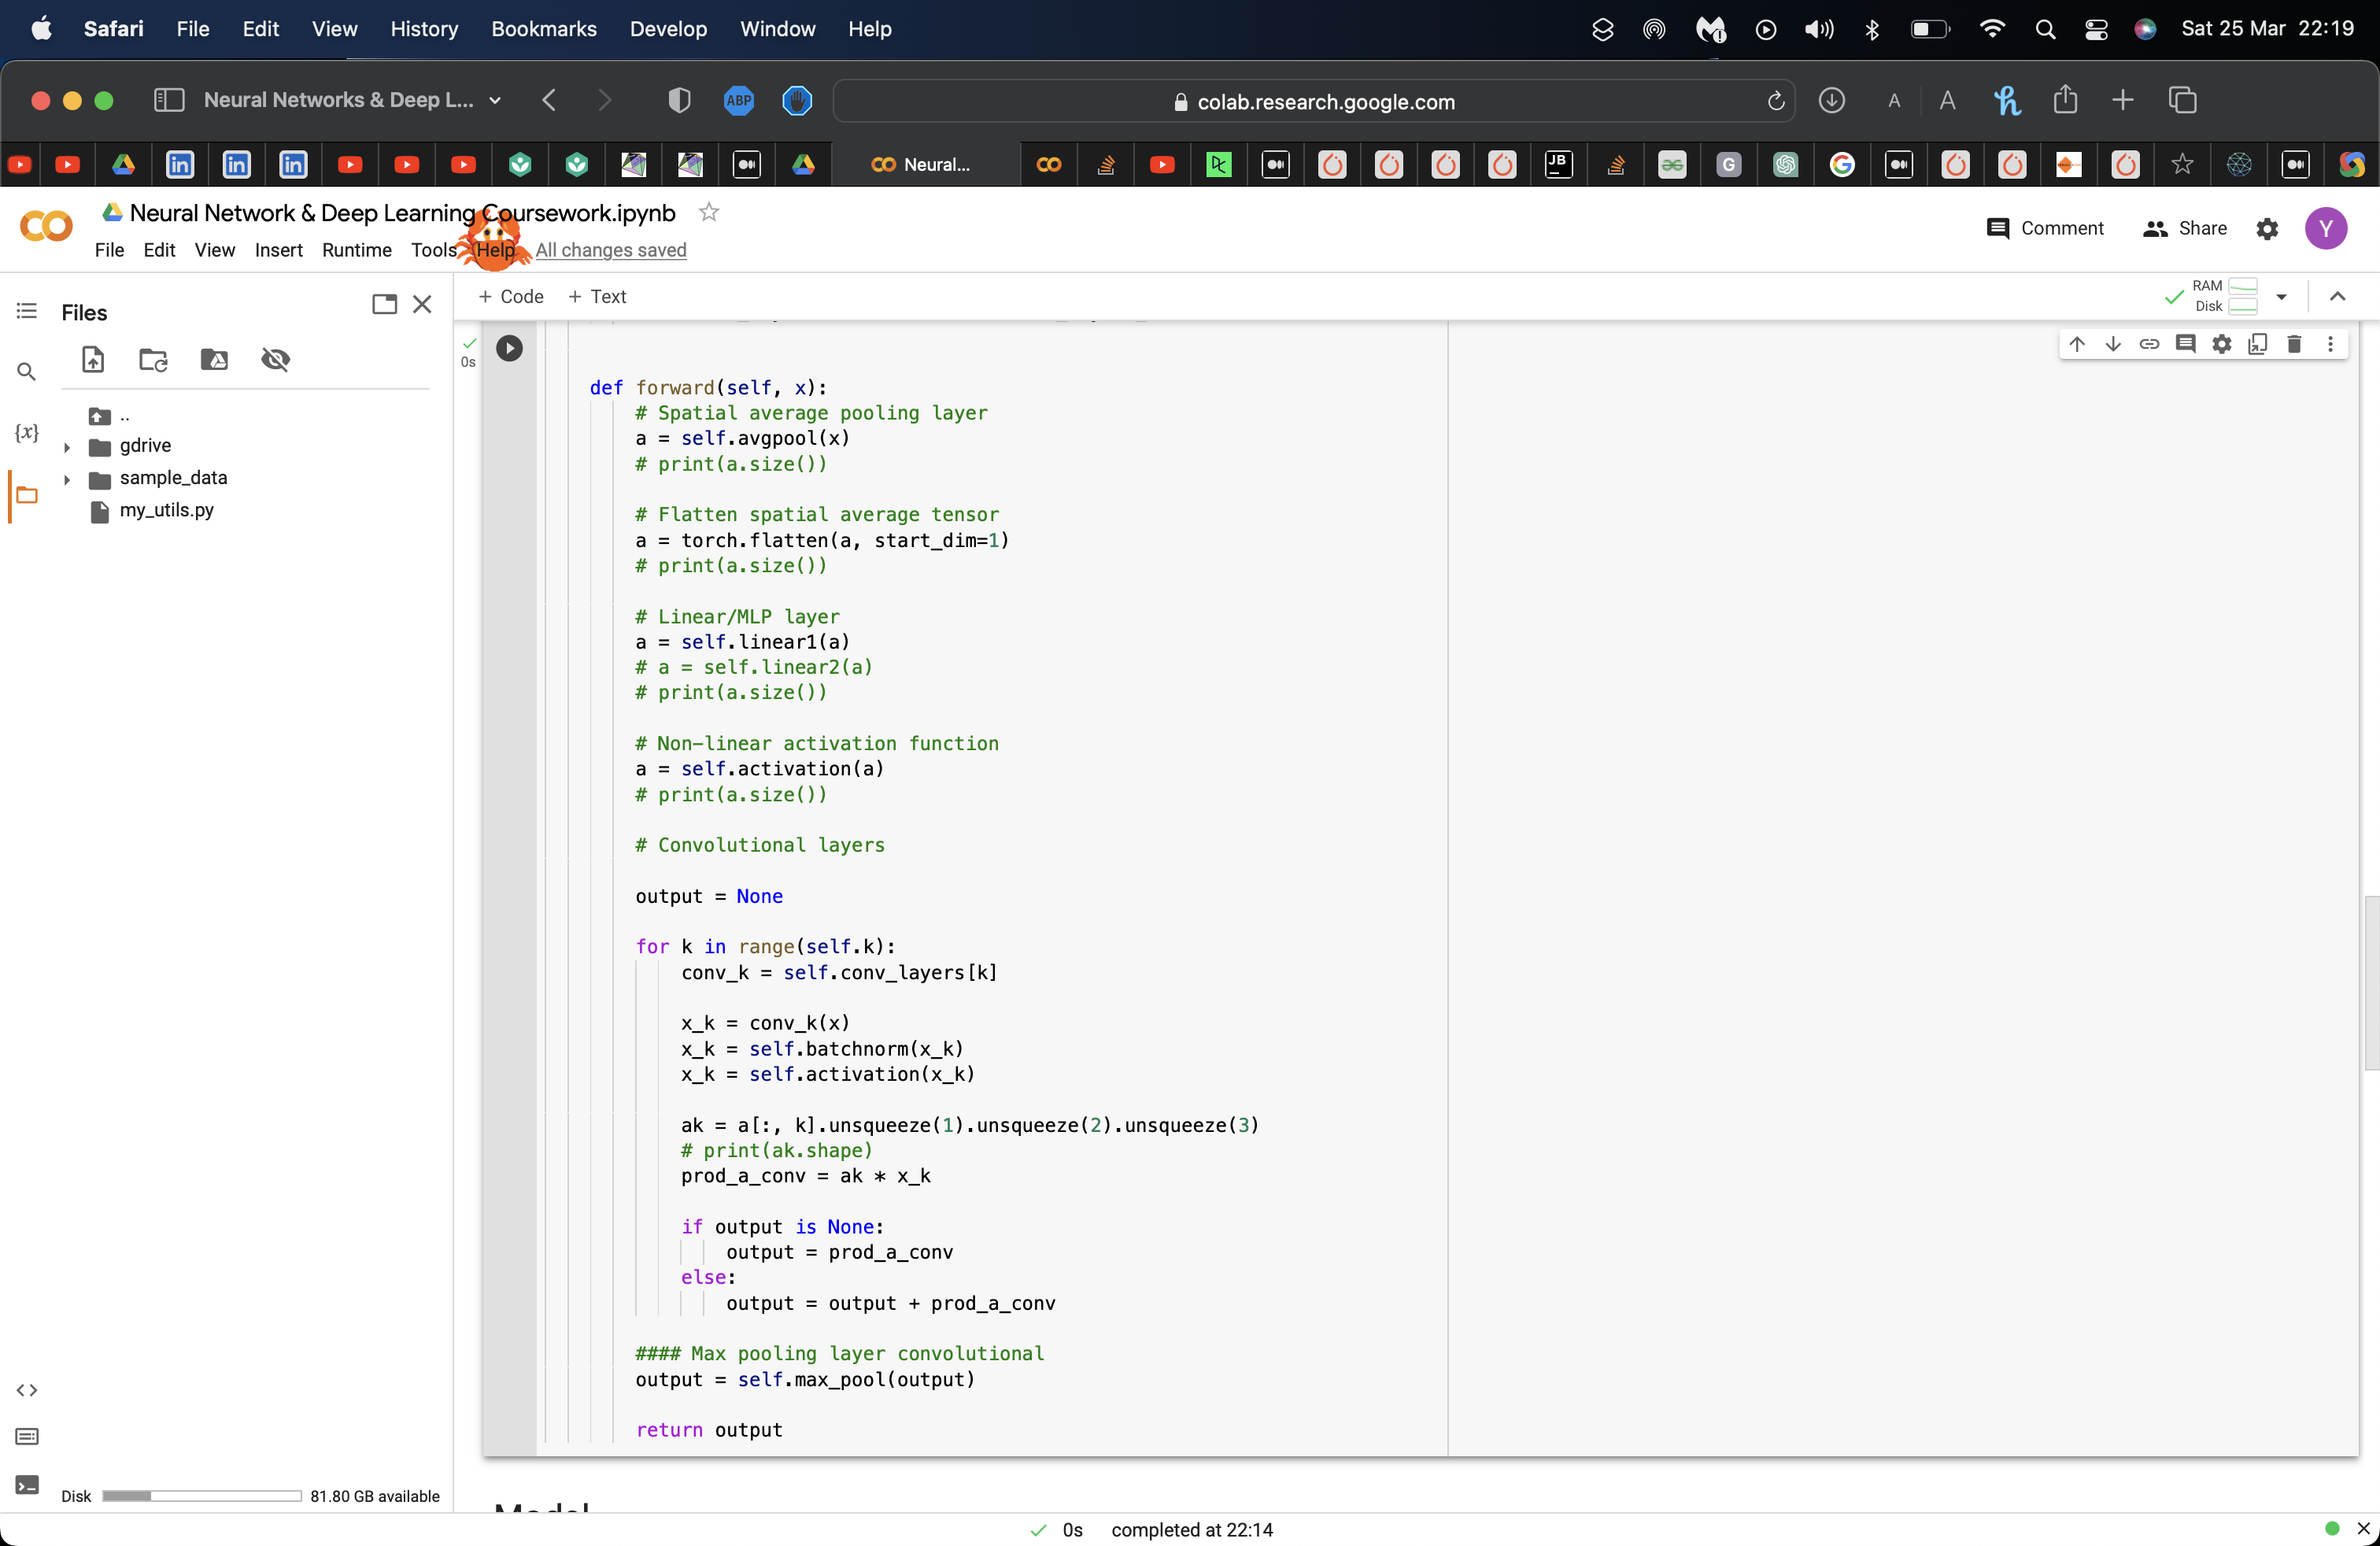 Safari File Edit View History Bookmarks Develop Window Help Sat 25 Mar 22:19
Neural Networks & Deep L... ABP colab.research.google.com A A
Neural... JB G
Neural Network & Deep Learning Coursework.ipynb
Comment Share Y
File Edit View Insert Runtime Tools Help All changes saved
Files
+ Code + Text
RAM
Disk
0s
..
gdrive
sample_data
my_utils.py
{x}
def forward(self, x):
# Spatial average pooling layer
a = self.avgpool(x)
# print(a.size())
# Flatten spatial average tensor
a = torch.flatten(a, start_dim=1)
# print(a.size())
# Linear/MLP layer
a = self.linear1(a)
# a = self.linear2(a)
# print(a.size())
# Non-linear activation function
a = self.activation(a)
# print(a.size())
# Convolutional layers
output = None
for k in range(self.k):
conv_k = self.conv_layers[k]
x_k = conv_k(x)
x_k = self.batchnorm(x_k)
x_k = self.activation(x_k)
ak = a[:, k].unsqueeze(1).unsqueeze(2).unsqueeze(3)
# print(ak.shape)
prod_a_conv = ak * x_k
if output is None:
output = prod_a_conv
else:
output = output + prod_a_conv
#### Max pooling layer convolutional
output = self.max_pool(output)
return output
Disk 81.80 GB available
Model
0s completed at 22:14